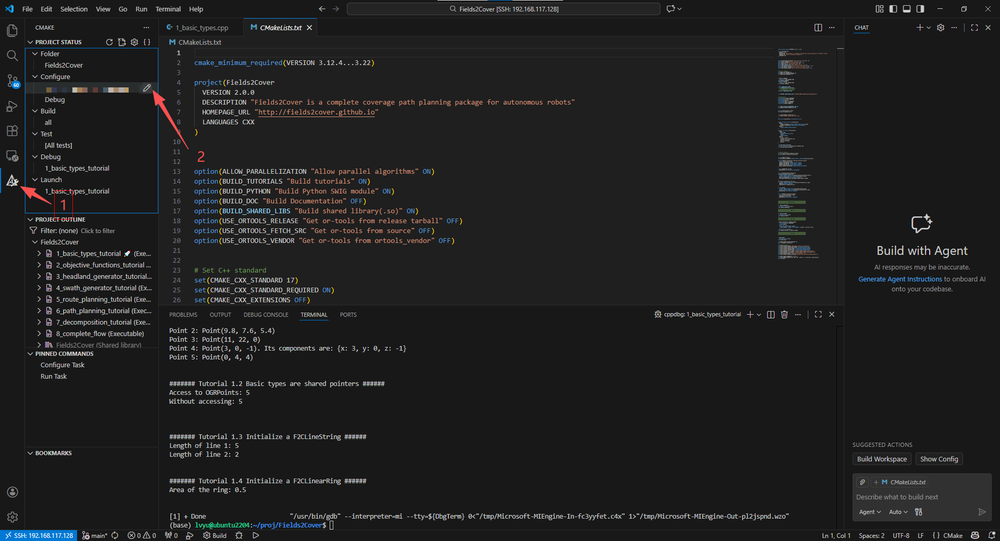 File Edit Selection View Go Run Terminal Help
Fields2Cover [SSH: 192.168.117.128]
CMAKE
PROJECT STATUS
Folder
Fields2Cover
Configure
Debug
Build
all
Test
[All tests]
Debug
1_basic_types_tutorial
Launch
1_basic_types_tutorial
1
2
PROJECT OUTLINE
Filter: (none) Click to filter
Fields2Cover
1_basic_types_tutorial 🚀 (Exe...
2_objective_functions_tutorial ...
3_headland_generator_tutorial...
4_swath_generator_tutorial (Ex...
5_route_planning_tutorial (Exe...
6_path_planning_tutorial (Exec...
7_decomposition_tutorial (Exe...
8_complete_flow (Executable)
Fields2Cover (Shared library)
PINNED COMMANDS
Configure Task
Run Task
BOOKMARKS
60
1_basic_types.cpp
CMakeLists.txt
CMakeLists.txt
1
2 cmake_minimum_required(VERSION 3.12.4...3.22)
3
4 project(Fields2Cover
5 VERSION 2.0.0
6 DESCRIPTION "Fields2Cover is a complete coverage path planning package for autonomous robots"
7 HOMEPAGE_URL "http://fields2cover.github.io"
8 LANGUAGES CXX
)
10
11
12
13 option(ALLOW_PARALLELIZATION "Allow parallel algorithms" ON)
14 option(BUILD_TUTORIALS "Build tutorials" ON)
15 option(BUILD_PYTHON "Build Python SWIG module" ON)
16 option(BUILD_DOC "Build Documentation" OFF)
17 option(BUILD_SHARED_LIBS "Build shared library(.so)" ON)
18 option(USE_ORTOOLS_RELEASE "Get or-tools from release tarball" OFF)
19 option(USE_ORTOOLS_FETCH_SRC "Get or-tools from source" OFF)
20 option(USE_ORTOOLS_VENDOR "Get or-tools from ortools_vendor" OFF)
21
22
23 # Set C++ standard
24 set(CMAKE_CXX_STANDARD 17)
25 set(CMAKE_CXX_STANDARD_REQUIRED ON)
26 set(CMAKE_CXX_EXTENSIONS OFF)
PROBLEMS OUTPUT DEBUG CONSOLE TERMINAL PORTS
cppdbg: 1_basic_types_tutorial
Point 2: Point(9.8, 7.6, 5.4)
Point 3: Point(11, 22, 0)
Point 4: Point(3, 0, -1). Its components are: {x: 3, y: 0, z: -1}
Point 5: Point(0, 4, 4)
####### Tutorial 1.2 Basic types are shared pointers ######
Access to OGRPoints: 5
Without accessing: 5
####### Tutorial 1.3 Initialize a F2CLineString ######
Length of line 1: 5
Length of line 2: 2
####### Tutorial 1.4 Initialize a F2CLinearRing ######
Area of the ring: 0.5
[1] + Done "/usr/bin/gdb" --interpreter=mi --tty=${DbgTerm} 0<"/tmp/Microsoft-MIEngine-In-fc3yyfet.c4x" 1>"/tmp/Microsoft-MIEngine-Out-pl2jspnd.wzo"
(base) lvyu@ubuntu2204:~/proj/Fields2Cover$
CHAT
Build with Agent
AI responses may be inaccurate.
Generate Agent Instructions to onboard AI
onto your codebase.
SUGGESTED ACTIONS
Build Workspace Show Config
CMakeLists.txt
Describe what to build next
Agent Auto
SSH: 192.168.117.128 main* 0 0 0 Build
Ln 1, Col 1 Spaces: 2 UTF-8 LF { } CMake